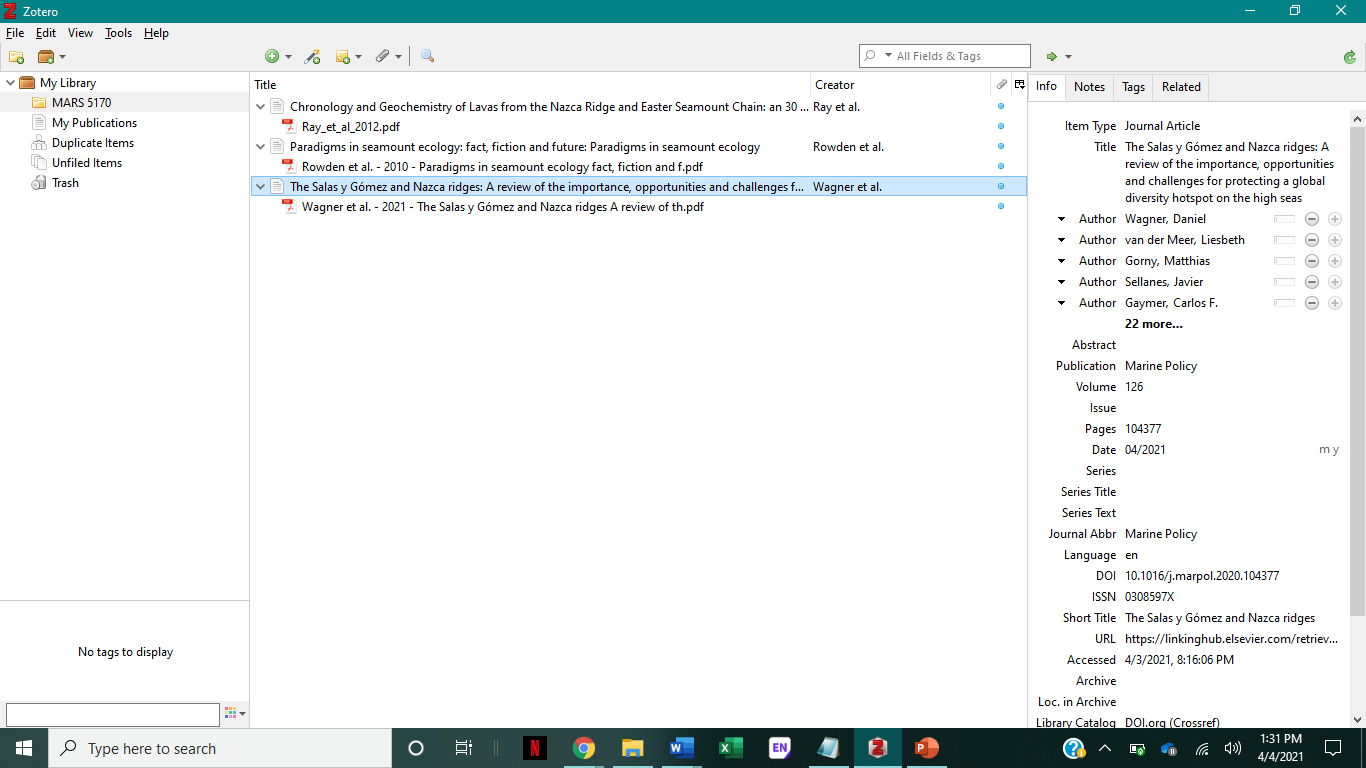 Zotero
File Edit View Tools Help
All Fields & Tags
My Library
MARS 5170
My Publications
Duplicate Items
Unfiled Items
Trash
No tags to display
Title Creator
Chronology and Geochemistry of Lavas from the Nazca Ridge and Easter Seamount Chain: an 30 ... Ray et al.
Ray_et_al_2012.pdf
Paradigms in seamount ecology: fact, fiction and future: Paradigms in seamount ecology Rowden et al.
Rowden et al. - 2010 - Paradigms in seamount ecology fact, fiction and f.pdf
The Salas y Gómez and Nazca ridges: A review of the importance, opportunities and challenges f... Wagner et al.
Wagner et al. - 2021 - The Salas y Gómez and Nazca ridges A review of th.pdf
Info Notes Tags Related
Item Type Journal Article
Title The Salas y Gómez and Nazca ridges: A
review of the importance, opportunities
and challenges for protecting a global
diversity hotspot on the high seas
Author Wagner, Daniel
Author van der Meer, Liesbeth
Author Gorny, Matthias
Author Sellanes, Javier
Author Gaymer, Carlos F.
22 more...
Abstract
Publication Marine Policy
Volume 126
Issue
Pages 104377
Date 04/2021 m y
Series
Series Title
Series Text
Journal Abbr Marine Policy
Language en
DOI 10.1016/j.marpol.2020.104377
ISSN 0308597X
Short Title The Salas y Gómez and Nazca ridges
URL https://linkinghub.elsevier.com/retriev...
Accessed 4/3/2021, 8:16:06 PM
Archive
Loc. in Archive
Library Catalog DOI.org (Crossref)
Type here to search
EN
1:31 PM
4/4/2021